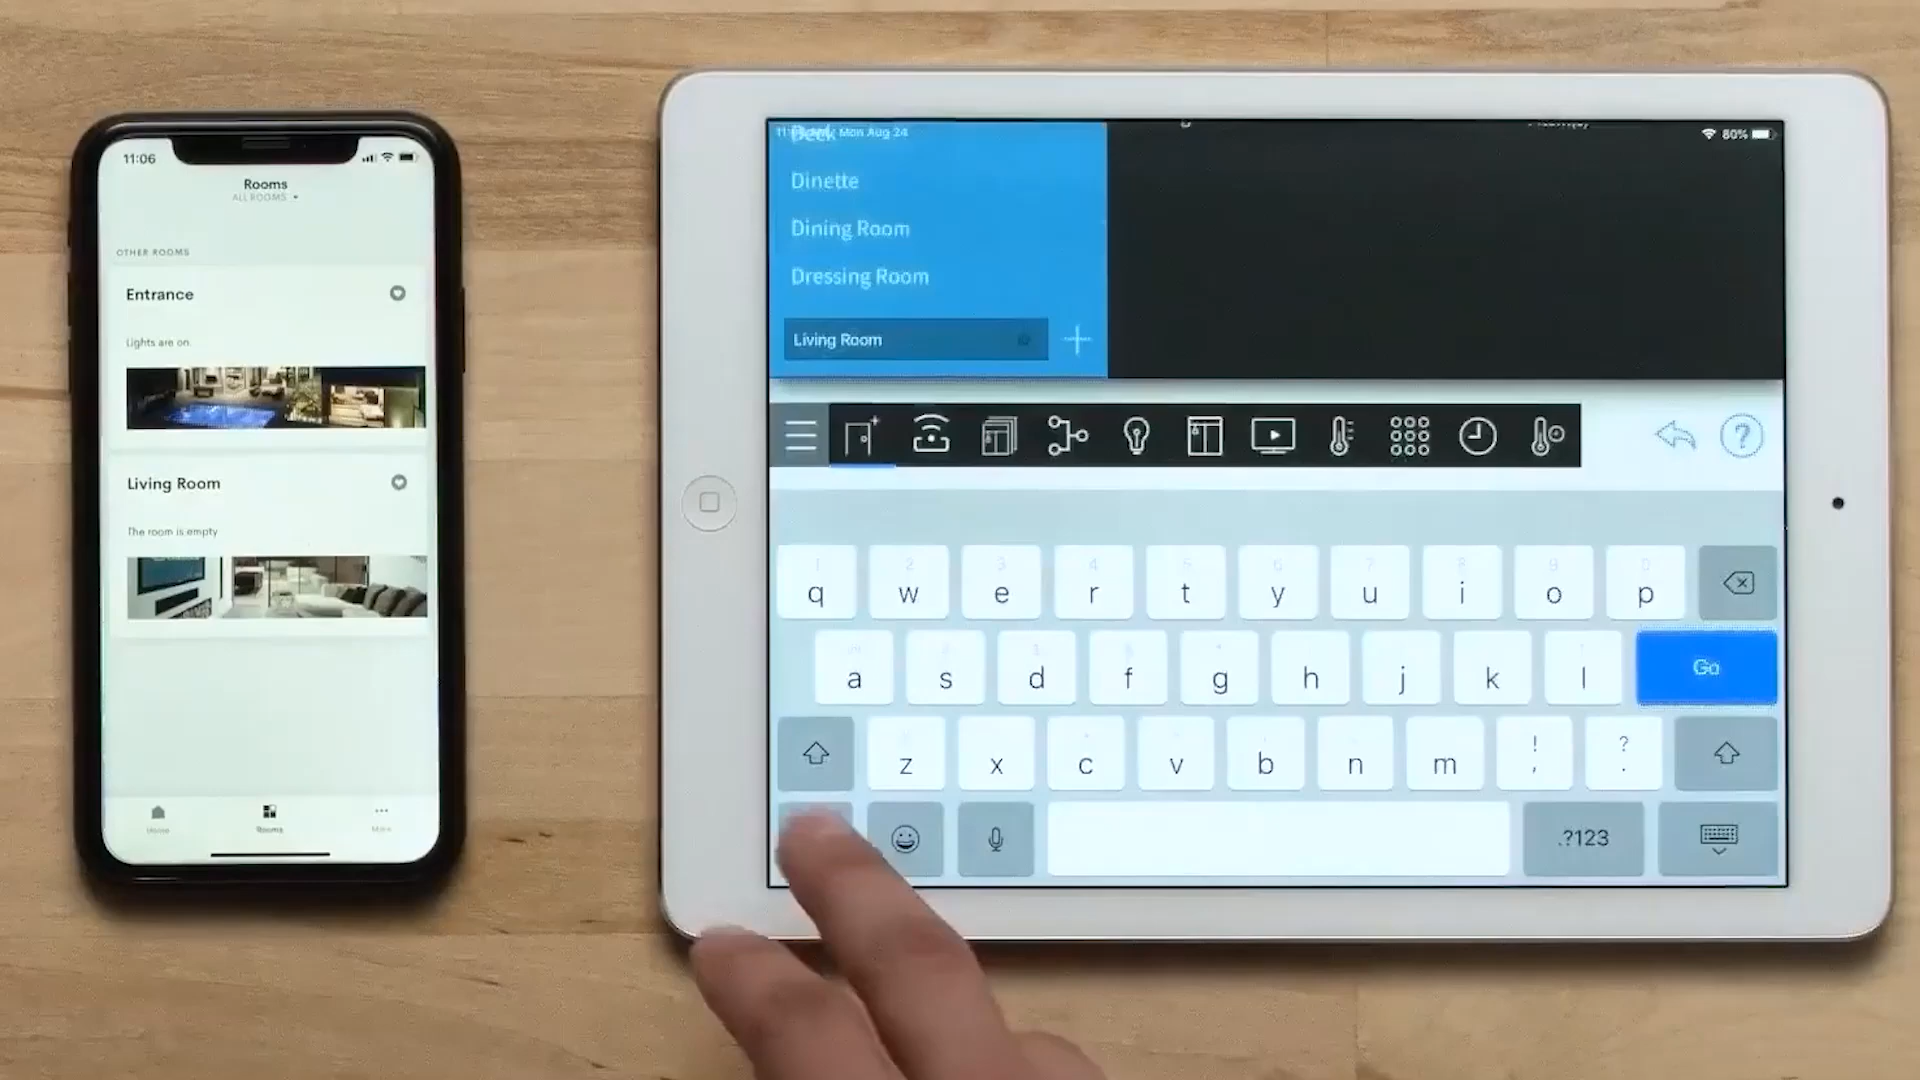 11:06
Rooms
ALL ROOMS
OTHER ROOMS
Entrance
Lights are on.
Living Room
The room is empty
Home
Rooms
More
Mon Aug 24
80%
Deck
Dinette
Dining Room
Dressing Room
Living Room
?
q w e r t y u i o p
a s d f g h j k l Go
z x c v b n m ! , ? .
.?123